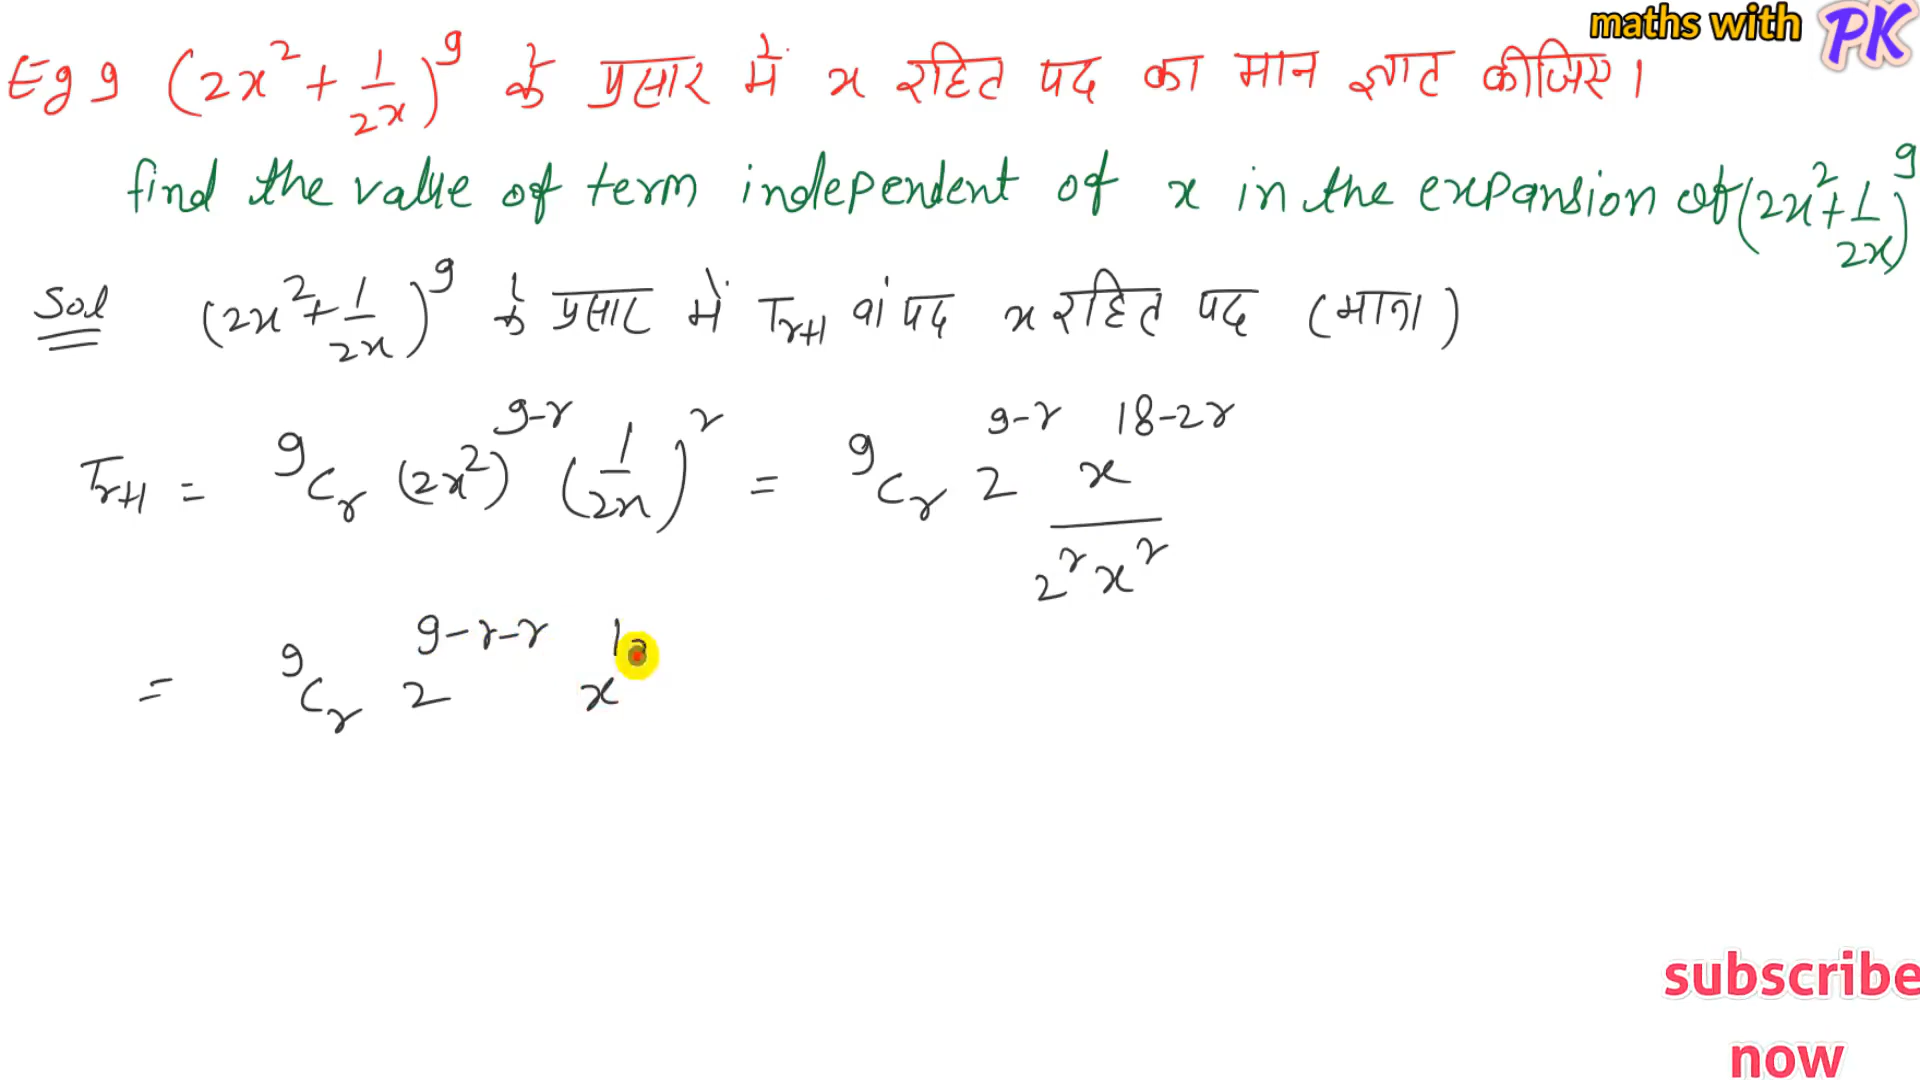 maths with PK
Eg 9 (2x² + 1/2x)⁹ के प्रसार में x रहित पद का मान ज्ञाट कीजिए।
find the value of term independent of x in the expansion of (2x² + 1/2x)⁹
Sol (2x² + 1/2x)⁹ के प्रसार में Tᵣ₊₁ वां पद x रहित पद (माना)
Tᵣ₊₁ = ⁹Cᵣ (2x²)⁹⁻ʳ (1/2x)ʳ = ⁹Cᵣ 2⁹⁻ʳ x¹⁸⁻²ʳ / 2ʳ xʳ
= ⁹Cᵣ 2⁹⁻ʳ⁻ʳ x¹
subscribe
now